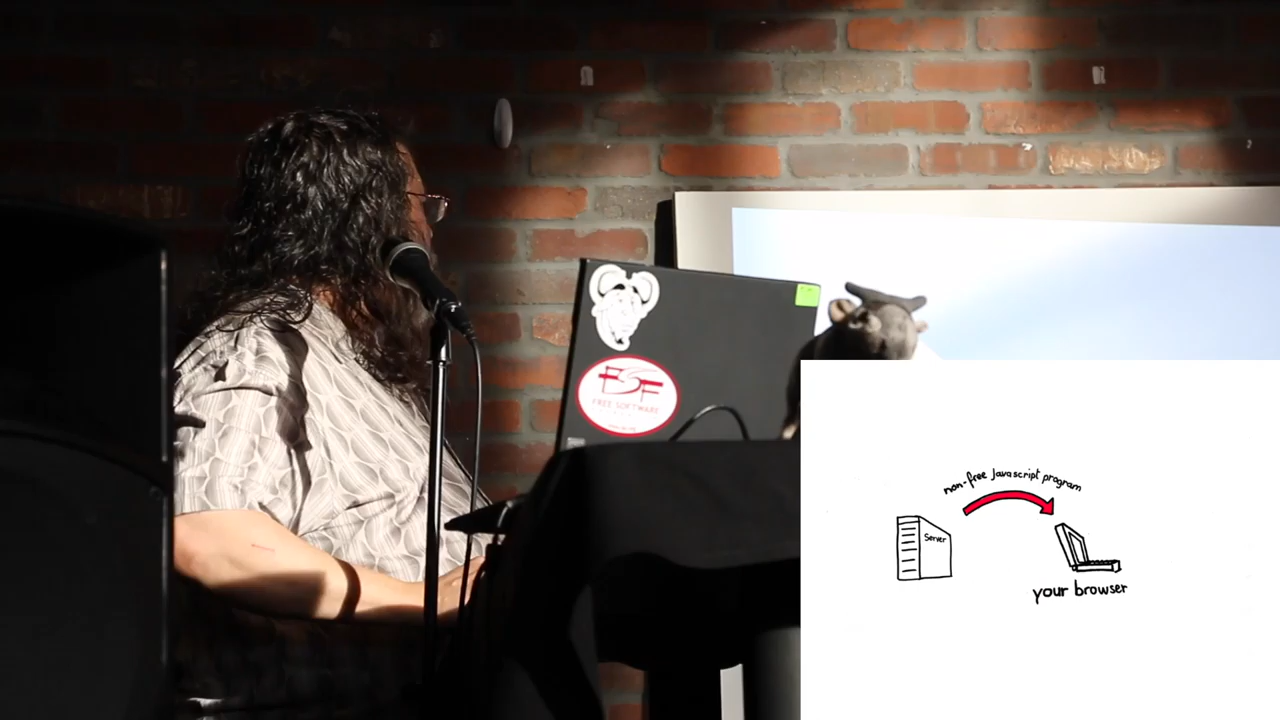 FSF
FREE SOFTWARE
non-free Javascript program
Server
your browser